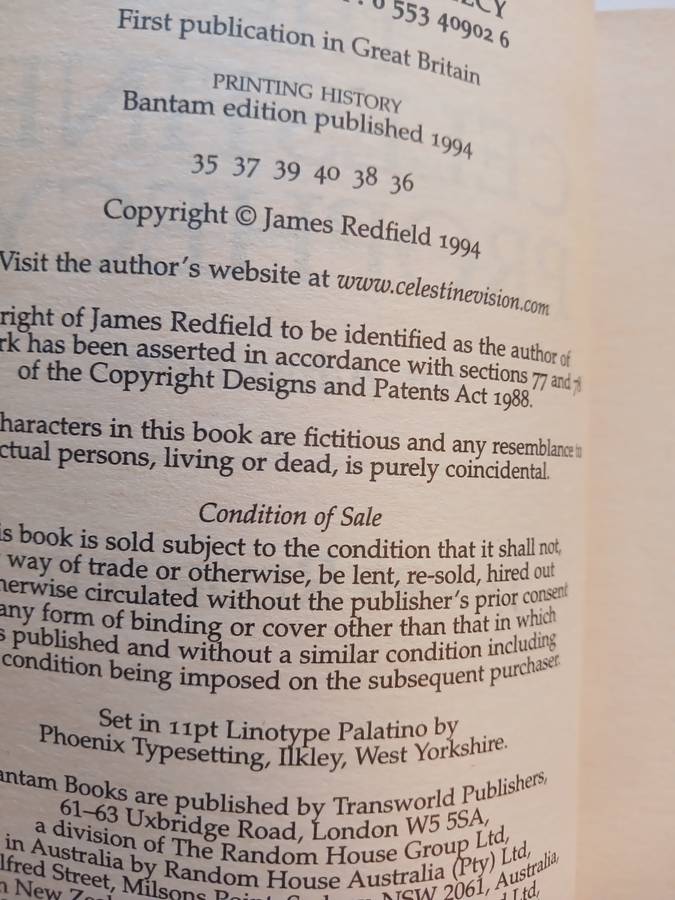 0 553 40902 6
First publication in Great Britain
PRINTING HISTORY
Bantam edition published 1994
35 37 39 40 38 36
Copyright © James Redfield 1994
Visit the author's website at www.celestinevision.com
right of James Redfield to be identified as the author of
rk has been asserted in accordance with sections 77 and 78
of the Copyright Designs and Patents Act 1988.
haracters in this book are fictitious and any resemblance to
ctual persons, living or dead, is purely coincidental.
Condition of Sale
is book is sold subject to the condition that it shall not,
way of trade or otherwise, be lent, re-sold, hired out
herwise circulated without the publisher's prior consent
any form of binding or cover other than that in which
s published and without a similar condition including
condition being imposed on the subsequent purchaser.
Set in 11pt Linotype Palatino by
Phoenix Typesetting, Ilkley, West Yorkshire.
antam Books are published by Transworld Publishers,
61–63 Uxbridge Road, London W5 5SA,
a division of The Random House Group Ltd,
in Australia by Random House Australia (Pty) Ltd,
lfred Street, Milsons Point, NSW 2061, Australia,
n New Ltd,